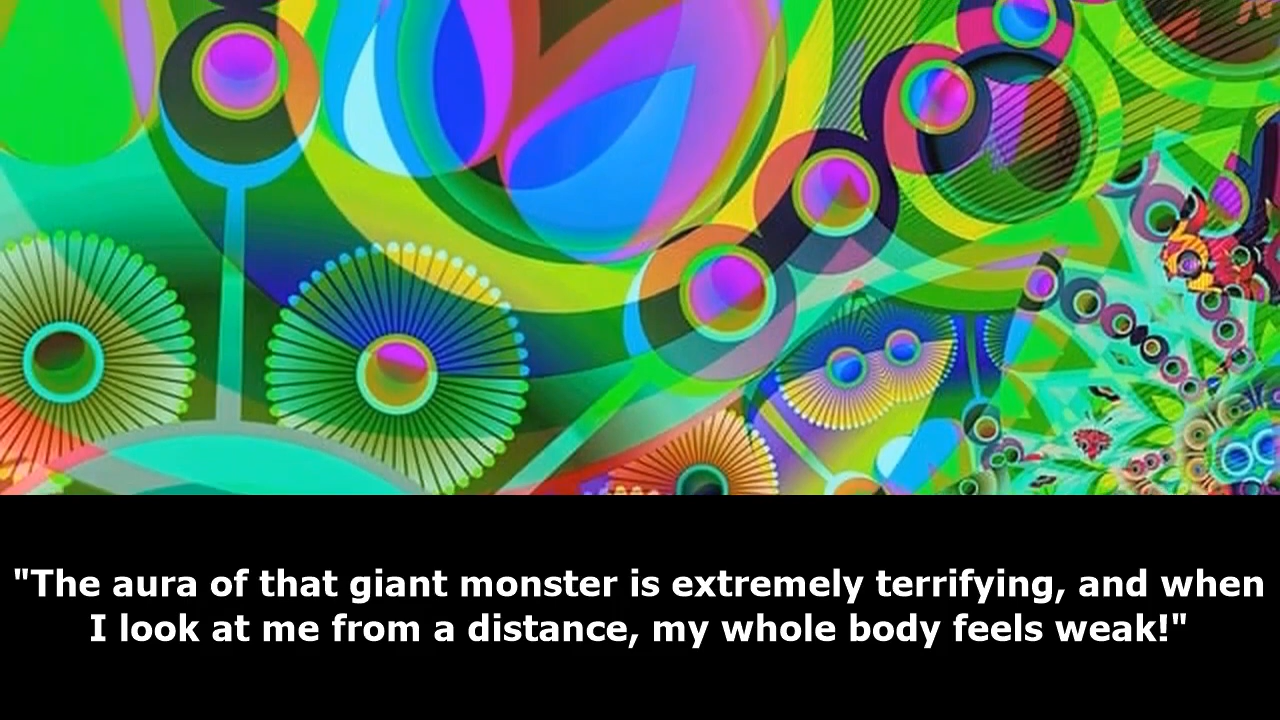 "The aura of that giant monster is extremely terrifying, and when
I look at me from a distance, my whole body feels weak!"